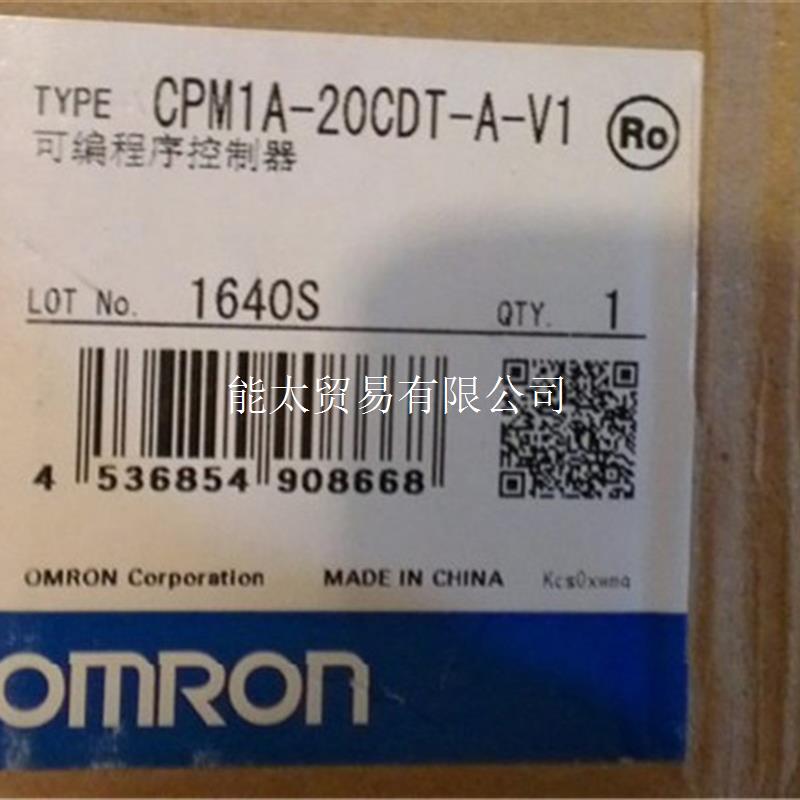 TYPE CPM1A-20CDT-A-V1 Ro
可编程序控制器
LOT No. 1640S QTY. 1
能太贸易有限公司
4 536854 908668
OMRON Corporation MADE IN CHINA Kcs0xwmq
OMRON